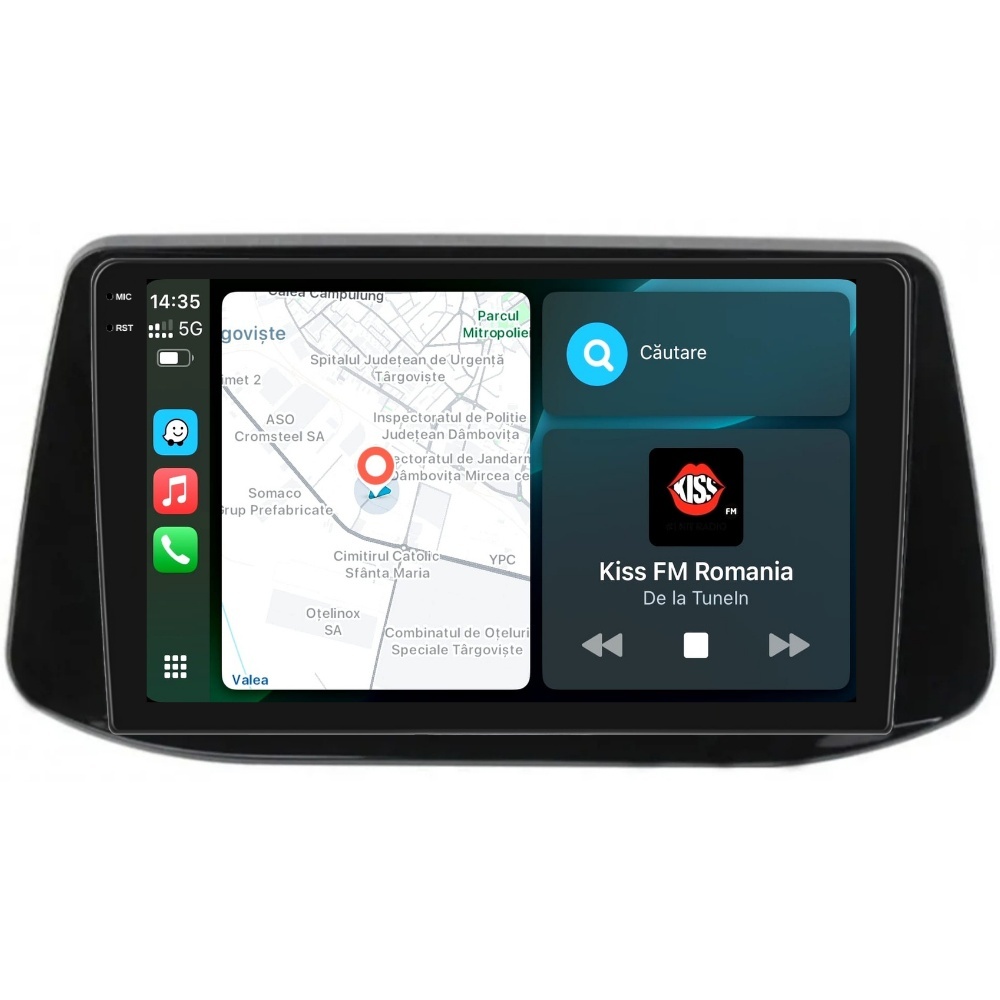 MIC
RST
14:35
5G
Calea Câmpulung
goviște
Parcul
Mitropoliei
Spitalul Județean de Urgență
Târgoviște
imet 2
ASO
Cromsteel SA
Inspectoratul de Poliție
Județean Dâmbovița
ectoratul de Jandarm
Dâmbovița Mircea ce
Somaco
Grup Prefabricate
Cimitirul Catolic
Sfânta Maria
YPC
Oțelinox
SA
Combinatul de Oțeluri
Speciale Târgoviște
Valea
Căutare
KISS
FM
Kiss FM Romania
De la TuneIn